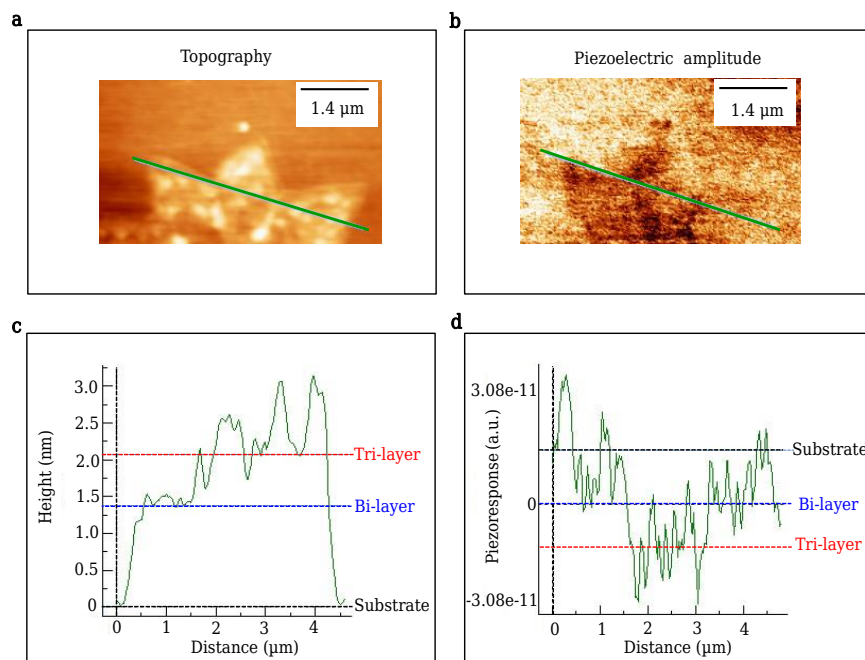 a
b
Topography
Piezoelectric amplitude
1.4 µm
1.4 µm
c
d
Height (nm)
3.0
2.5
2.0
1.5
1.0
0.5
0
Tri-layer
Bi-layer
Substrate
0 1 2 3 4
Distance (µm)
Piezoresponse (a.u.)
3.08e-11
0
-3.08e-11
Substrate
Bi-layer
Tri-layer
0 1 2 3 4
Distance (µm)